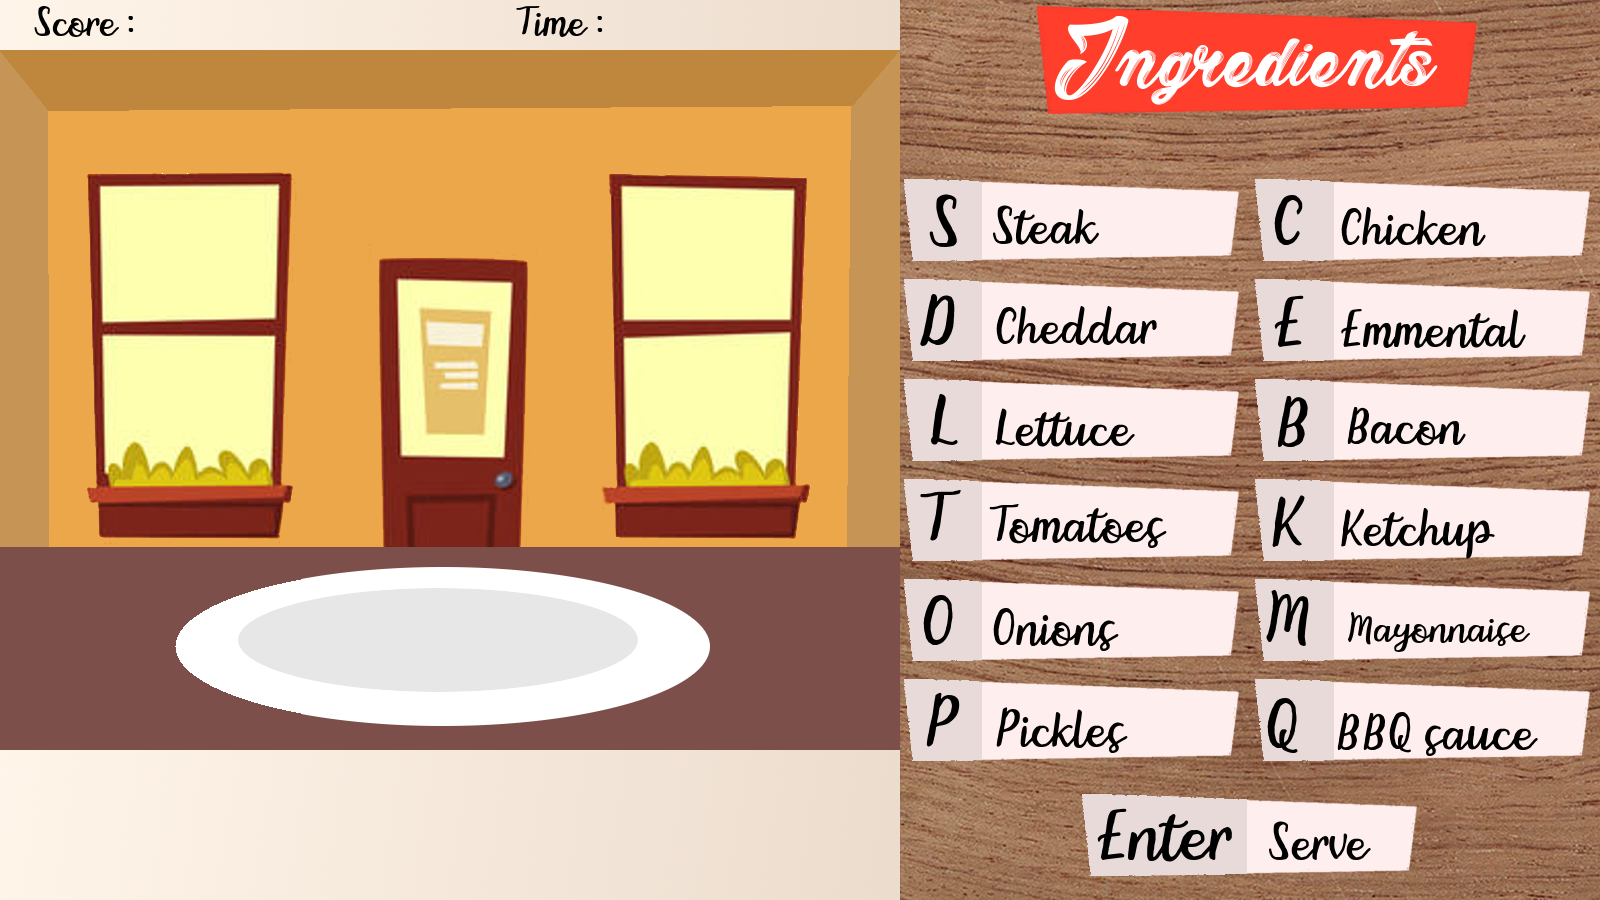 Score :
Time :
Ingredients
S Steak
C Chicken
D Cheddar
E Emmental
L Lettuce
B Bacon
T Tomatoes
K Ketchup
O Onions
M Mayonnaise
P Pickles
Q BBQ sauce
Enter Serve